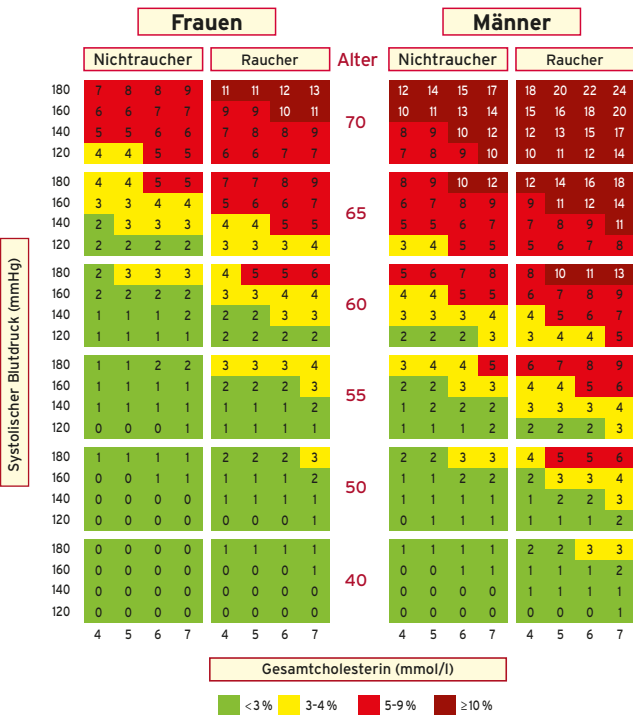 Frauen Männer
Nichtraucher Raucher Alter Nichtraucher Raucher
180 7 8 8 9 11 11 12 13 12 14 15 17 18 20 22 24
160 6 6 7 7 9 9 10 11 10 11 13 14 15 16 18 20
70
140 5 5 6 6 7 8 8 9 8 9 10 12 12 13 15 17
120 4 4 5 5 6 6 7 7 7 8 9 10 10 11 12 14
180 4 4 5 5 7 7 8 9 8 9 10 12 12 14 16 18
160 3 3 4 4 5 6 6 7 6 7 8 9 9 11 12 14
65
140 2 3 3 3 4 4 5 5 5 5 6 7 7 8 9 11
120 2 2 2 2 3 3 3 4 3 4 5 5 5 6 7 8
180 2 3 3 3 4 5 5 6 5 6 7 8 8 10 11 13
160 2 2 2 2 3 3 4 4 4 4 5 5 6 7 8 9
60
140 1 1 1 2 2 2 3 3 3 3 3 4 4 5 6 7
120 1 1 1 1 2 2 2 2 2 2 2 3 3 4 4 5
180 1 1 2 2 3 3 3 4 3 4 4 5 6 7 8 9
160 1 1 1 1 2 2 2 3 2 2 3 3 4 4 5 6
55
140 1 1 1 1 1 1 1 2 1 2 2 2 3 3 3 4
120 0 0 0 1 1 1 1 1 1 1 2 2 2 2 2 3
180 1 1 1 1 2 2 2 3 2 2 3 3 4 5 5 6
160 0 0 1 1 1 1 1 2 1 1 2 2 2 3 3 4
50
140 0 0 0 0 1 1 1 1 1 1 1 2 1 2 2 3
120 0 0 0 0 0 0 0 1 0 1 1 1 1 1 1 2
180 0 0 0 0 1 1 1 1 1 1 1 1 2 2 3 3
160 0 0 0 0 0 0 0 1 0 0 1 1 1 1 1 2
40
140 0 0 0 0 0 0 0 0 0 0 0 0 1 1 1 1
120 0 0 0 0 0 0 0 0 0 0 0 0 0 0 0 1
4 5 6 7 4 5 6 7 4 5 6 7 4 5 6 7
Systolischer Blutdruck (mmHg)
Gesamtcholesterin (mmol/l)
<3 % 3-4 % 5-9 % ≥10 %